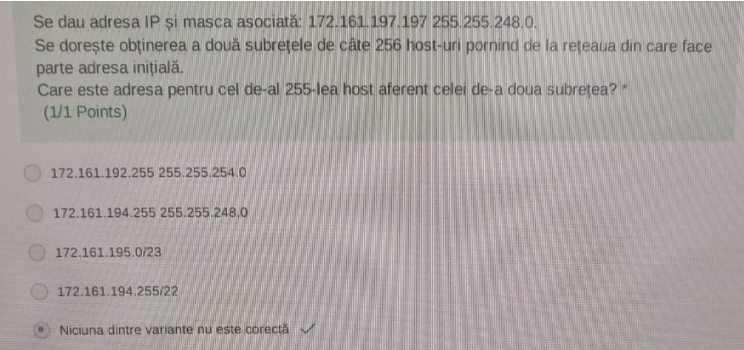 Se dau adresa IP și masca asociată: 172.161.197.197 255.255.248.0.
Se dorește obținerea a două subrețele de câte 256 host-uri pornind de la rețeaua din care face
parte adresa inițială.
Care este adresa pentru cel de-al 255-lea host aferent celei de-a doua subrețea? *
(1/1 Points)
172.161.192.255 255.255.254.0
172.161.194.255 255.255.248.0
172.161.195.0/23
172.161.194.255/22
Niciuna dintre variante nu este corectă ✓